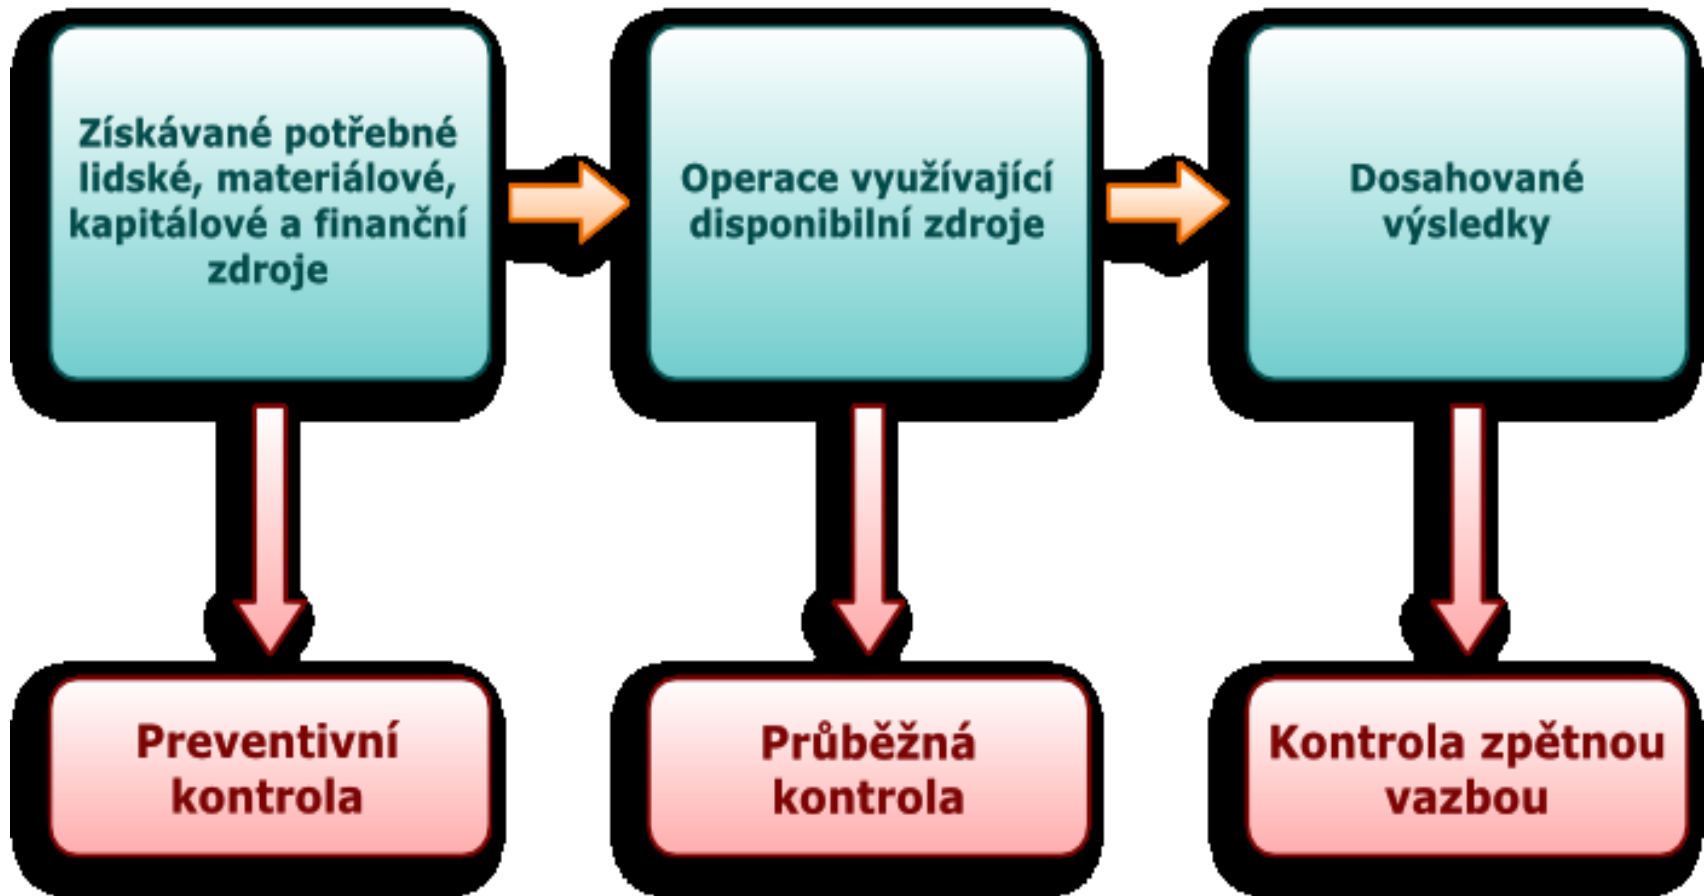 Získávané potřebné
lidské, materiálové,
kapitálové a finanční
zdroje
Operace využívající
disponibilní zdroje
Dosahované
výsledky
Preventivní
kontrola
Průběžná
kontrola
Kontrola zpětnou
vazbou